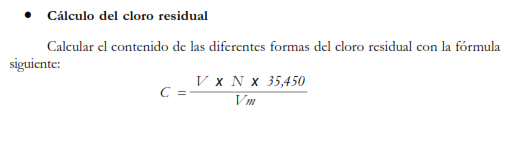 • Cálculo del cloro residual
Calcular el contenido de las diferentes formas del cloro residual con la fórmula
siguiente:
C = V x N x 35,450
Vm